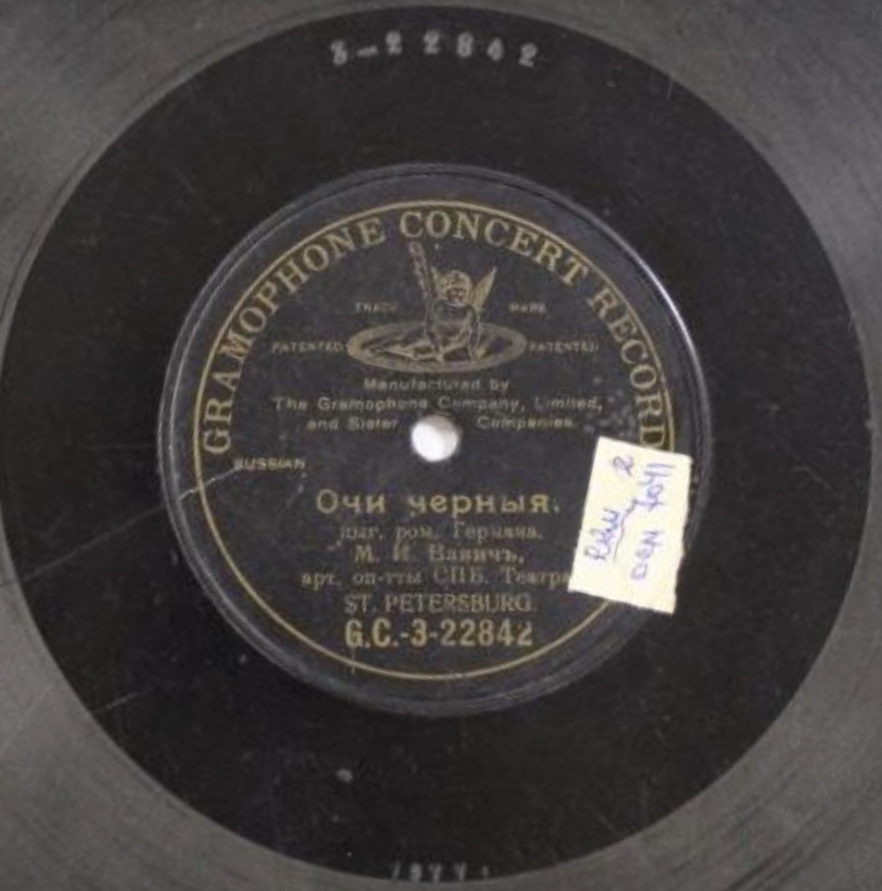 3-22842
GRAMOPHONE CONCERT RECORD
TRADE MARK
PATENTED PATENTED
Manufactured by
The Gramophone Company, Limited,
and Sister Companies.
RUSSIAN
Очи черныя.
цыг. ром. Германа.
М. И. Вавичъ,
арт. оп-тты СПБ. Театра
ST. PETERSBURG.
G.C.-3-22842
2